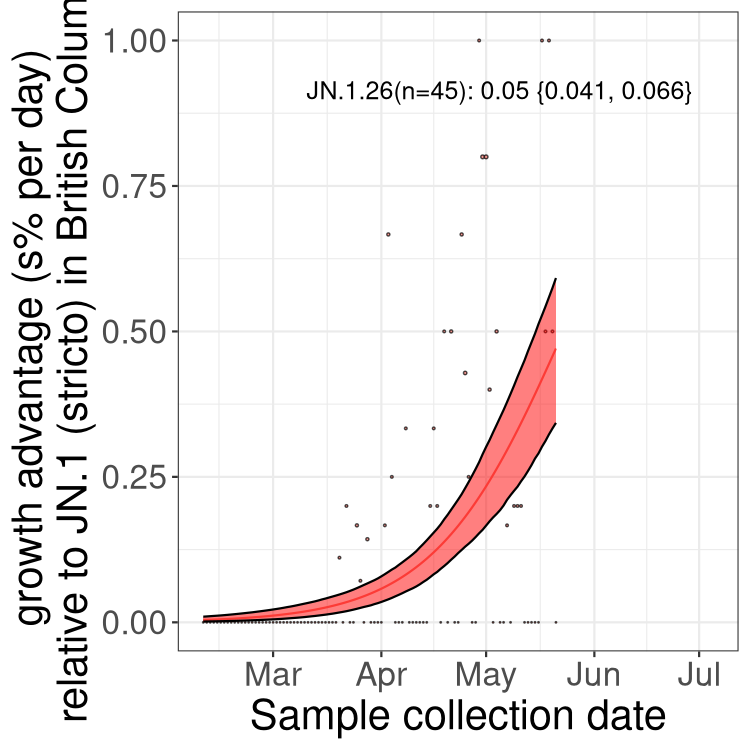 growth advantage (s% per day)
relative to JN.1 (stricto) in British Colum
1.00
0.75
0.50
0.25
0.00
JN.1.26(n=45): 0.05 {0.041, 0.066}
Mar Apr May Jun Jul
Sample collection date